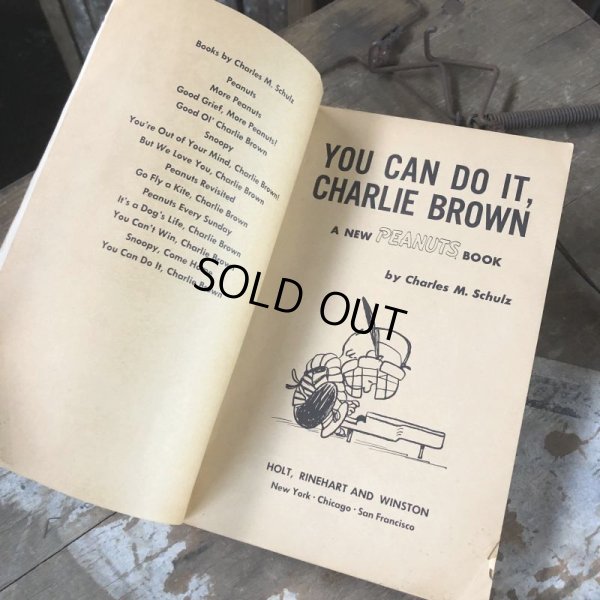 Books by Charles M. Schulz
Peanuts
More Peanuts
Good Grief, More Peanuts!
Good Ol' Charlie Brown
Snoopy
You're Out of Your Mind, Charlie Brown!
But We Love You, Charlie Brown
Peanuts Revisited
Go Fly a Kite, Charlie Brown
Peanuts Every Sunday
It's a Dog's Life, Charlie Brown
You Can't Win, Charlie Brown
Snoopy, Come
You Can Do It, Charlie Brown
YOU CAN DO IT,
CHARLIE BROWN
A NEW PEANUTS BOOK
by Charles M. Schulz
SOLD OUT
HOLT, RINEHART AND WINSTON
New York · Chicago · San Francisco